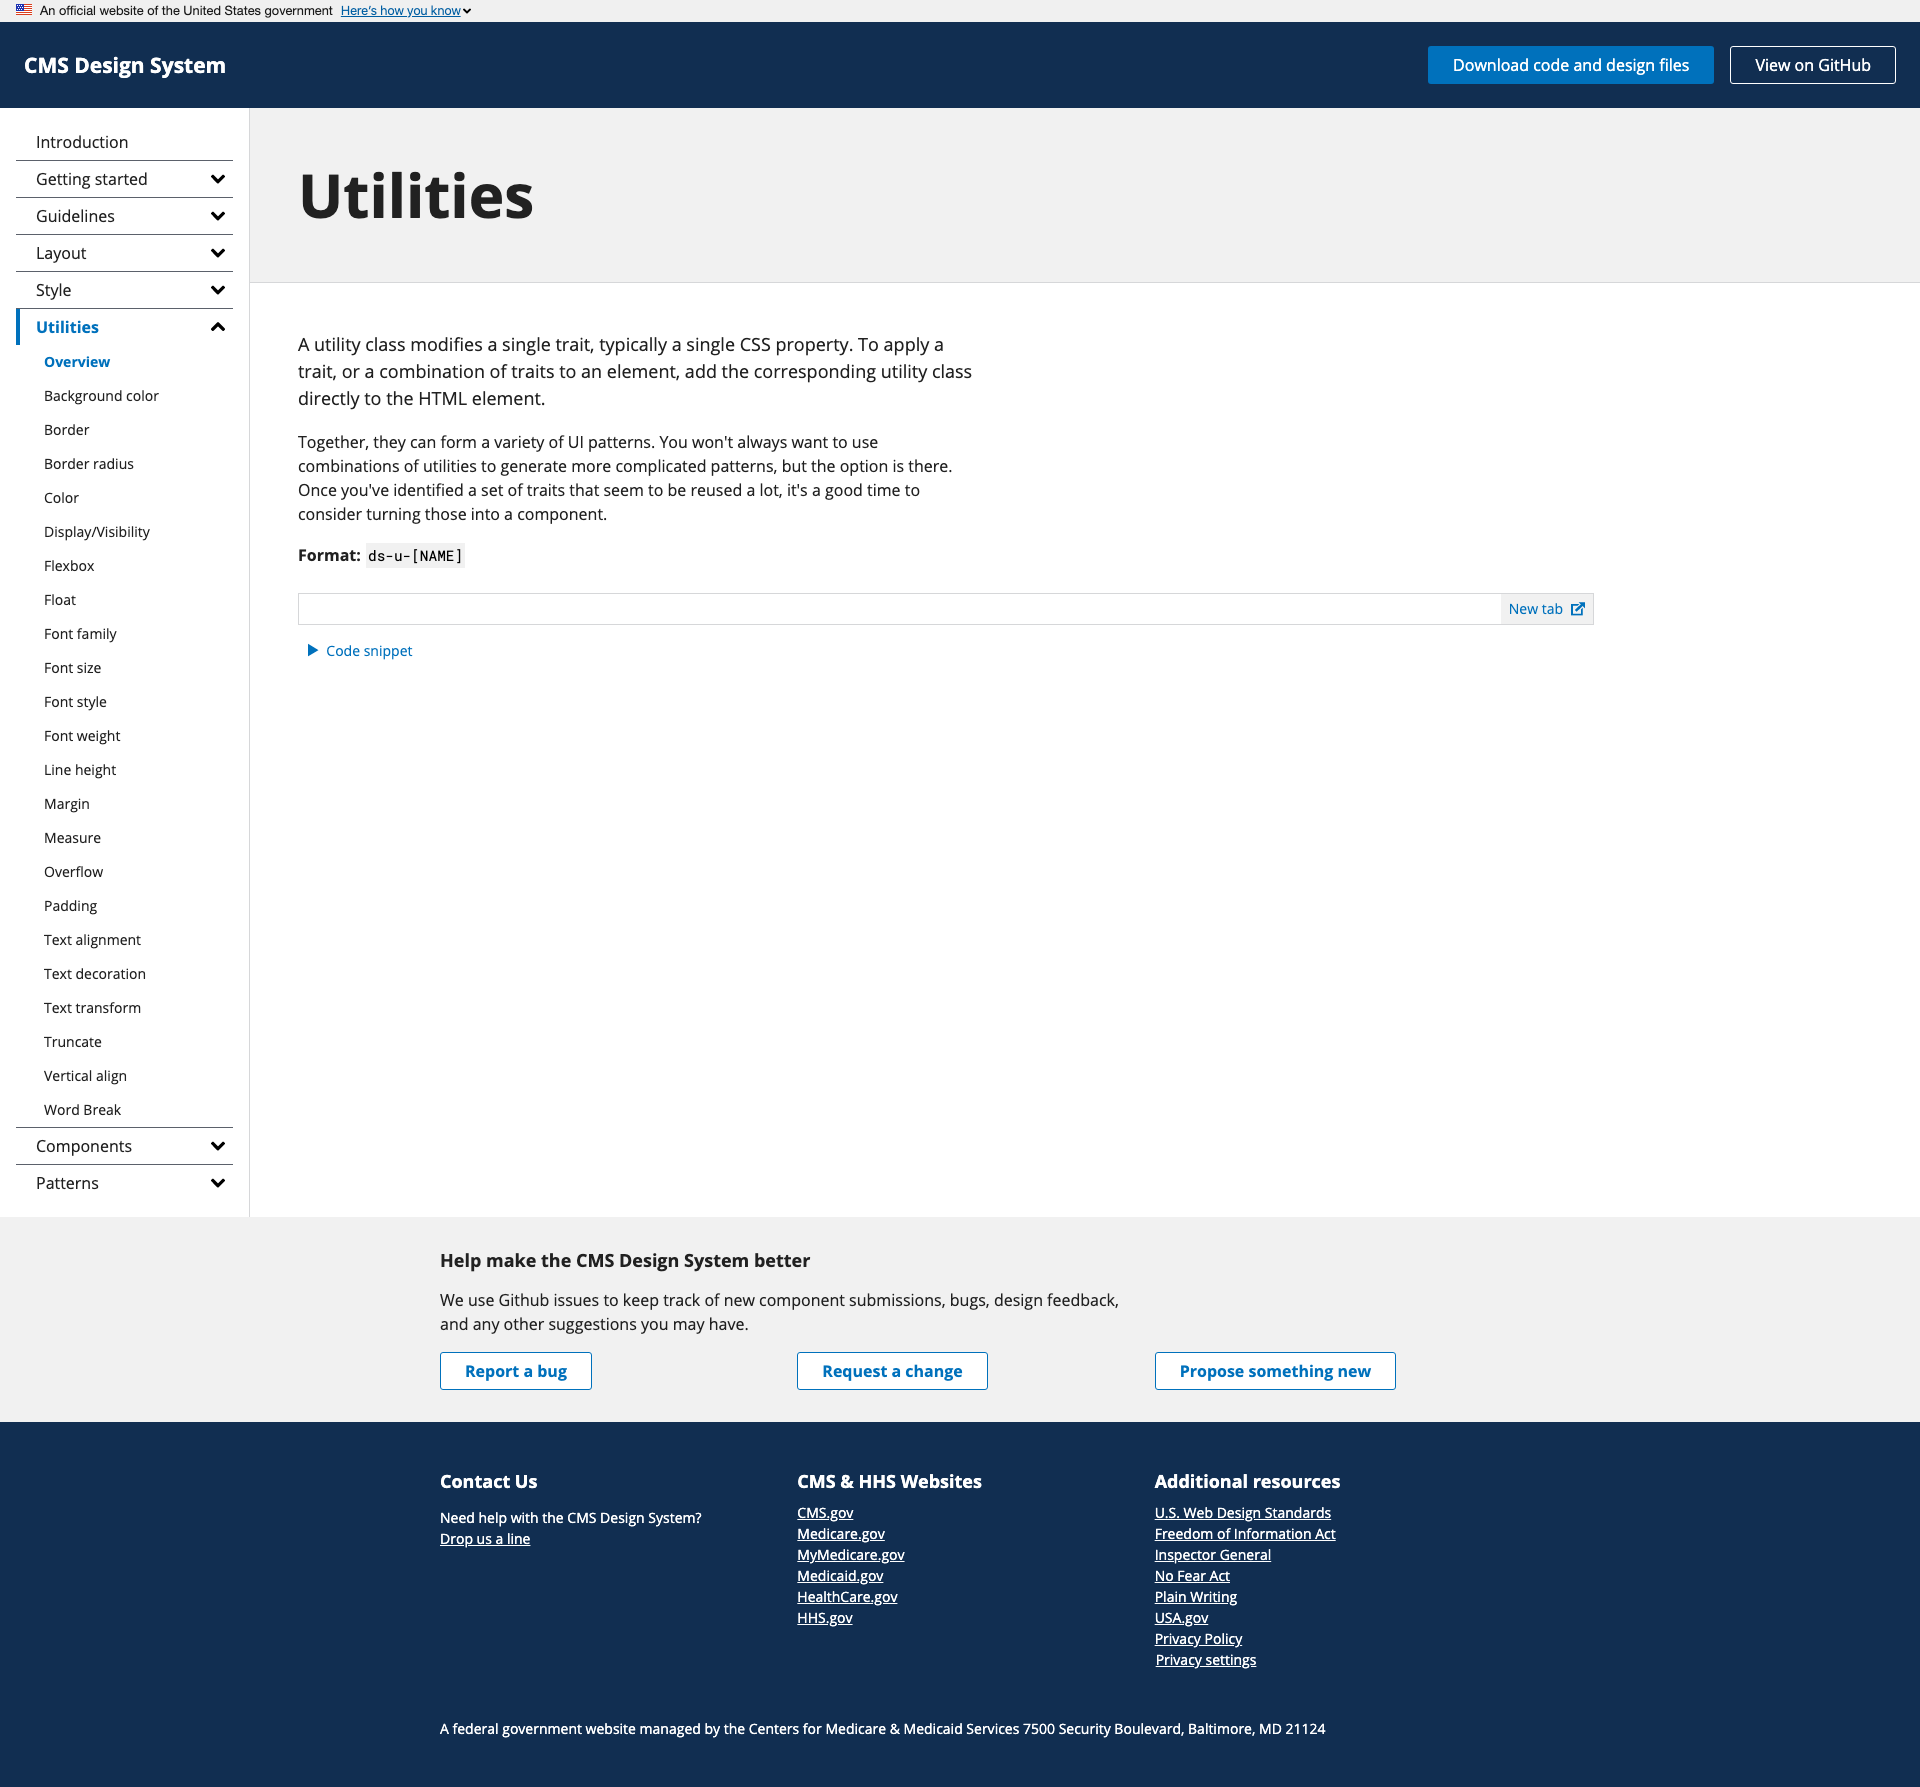 An official website of the United States government Here's how you know
CMS Design System
Download code and design files
View on GitHub
Introduction
Getting started
Guidelines
Layout
Style
Utilities
Overview
Background color
Border
Border radius
Color
Display/Visibility
Flexbox
Float
Font family
Font size
Font style
Font weight
Line height
Margin
Measure
Overflow
Padding
Text alignment
Text decoration
Text transform
Truncate
Vertical align
Word Break
Components
Patterns
Utilities
A utility class modifies a single trait, typically a single CSS property. To apply a
trait, or a combination of traits to an element, add the corresponding utility class
directly to the HTML element.
Together, they can form a variety of UI patterns. You won't always want to use
combinations of utilities to generate more complicated patterns, but the option is there.
Once you've identified a set of traits that seem to be reused a lot, it's a good time to
consider turning those into a component.
Format: ds-u-[NAME]
New tab
Code snippet
Help make the CMS Design System better
We use Github issues to keep track of new component submissions, bugs, design feedback,
and any other suggestions you may have.
Report a bug
Request a change
Propose something new
Contact Us
Need help with the CMS Design System?
Drop us a line
CMS & HHS Websites
CMS.gov
Medicare.gov
MyMedicare.gov
Medicaid.gov
HealthCare.gov
HHS.gov
Additional resources
U.S. Web Design Standards
Freedom of Information Act
Inspector General
No Fear Act
Plain Writing
USA.gov
Privacy Policy
Privacy settings
A federal government website managed by the Centers for Medicare & Medicaid Services 7500 Security Boulevard, Baltimore, MD 21124